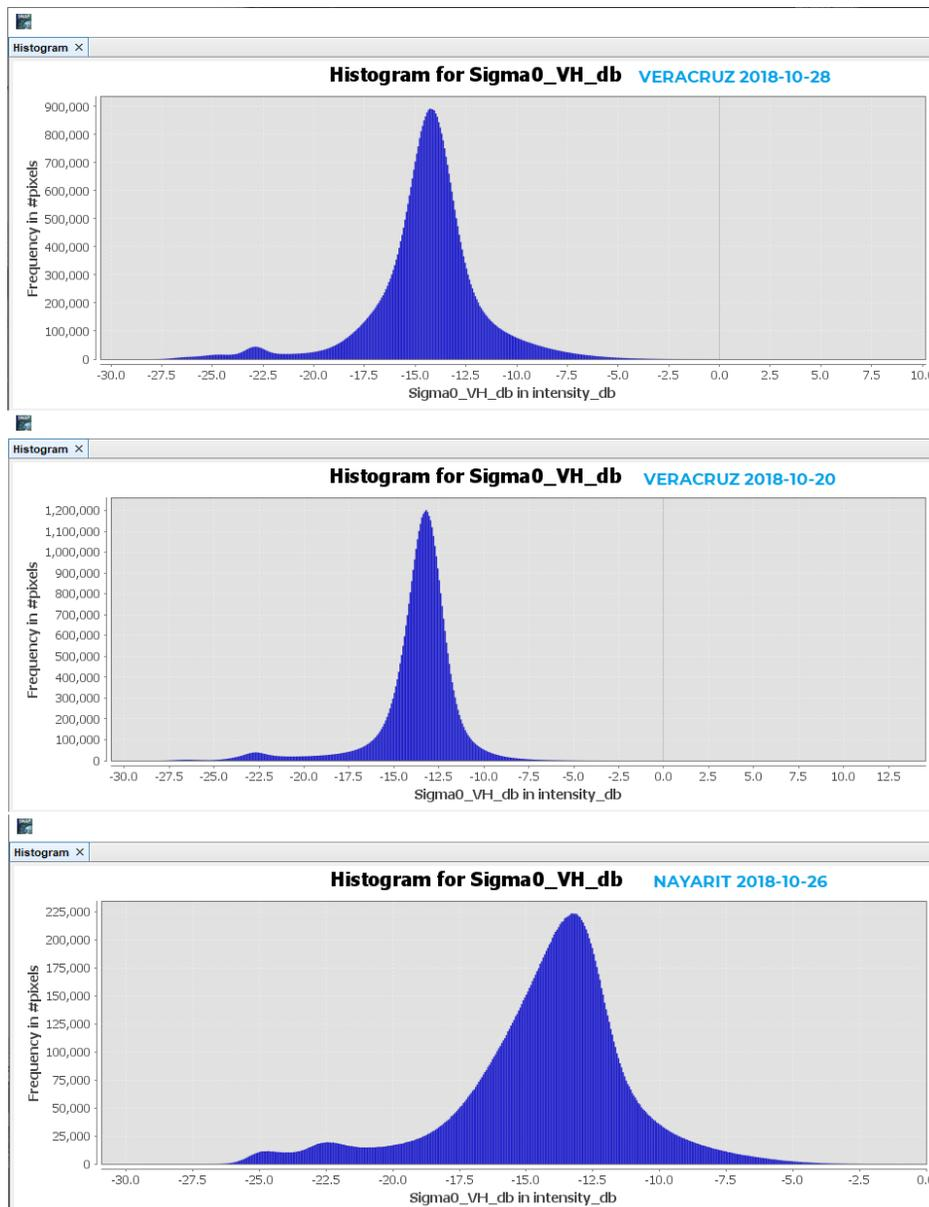 Histogram ×
Histogram for Sigma0_VH_db VERACRUZ 2018-10-28
900,000
800,000
700,000
600,000
500,000
400,000
300,000
200,000
100,000
0
Frequency in #pixels
-30.0 -27.5 -25.0 -22.5 -20.0 -17.5 -15.0 -12.5 -10.0 -7.5 -5.0 -2.5 0.0 2.5 5.0 7.5 10.0
Sigma0_VH_db in intensity_db
Histogram ×
Histogram for Sigma0_VH_db VERACRUZ 2018-10-20
1,200,000
1,100,000
1,000,000
900,000
800,000
700,000
600,000
500,000
400,000
300,000
200,000
100,000
0
Frequency in #pixels
-30.0 -27.5 -25.0 -22.5 -20.0 -17.5 -15.0 -12.5 -10.0 -7.5 -5.0 -2.5 0.0 2.5 5.0 7.5 10.0 12.5
Sigma0_VH_db in intensity_db
Histogram ×
Histogram for Sigma0_VH_db NAYARIT 2018-10-26
225,000
200,000
175,000
150,000
125,000
100,000
75,000
50,000
25,000
0
Frequency in #pixels
-30.0 -27.5 -25.0 -22.5 -20.0 -17.5 -15.0 -12.5 -10.0 -7.5 -5.0 -2.5 0.0
Sigma0_VH_db in intensity_db